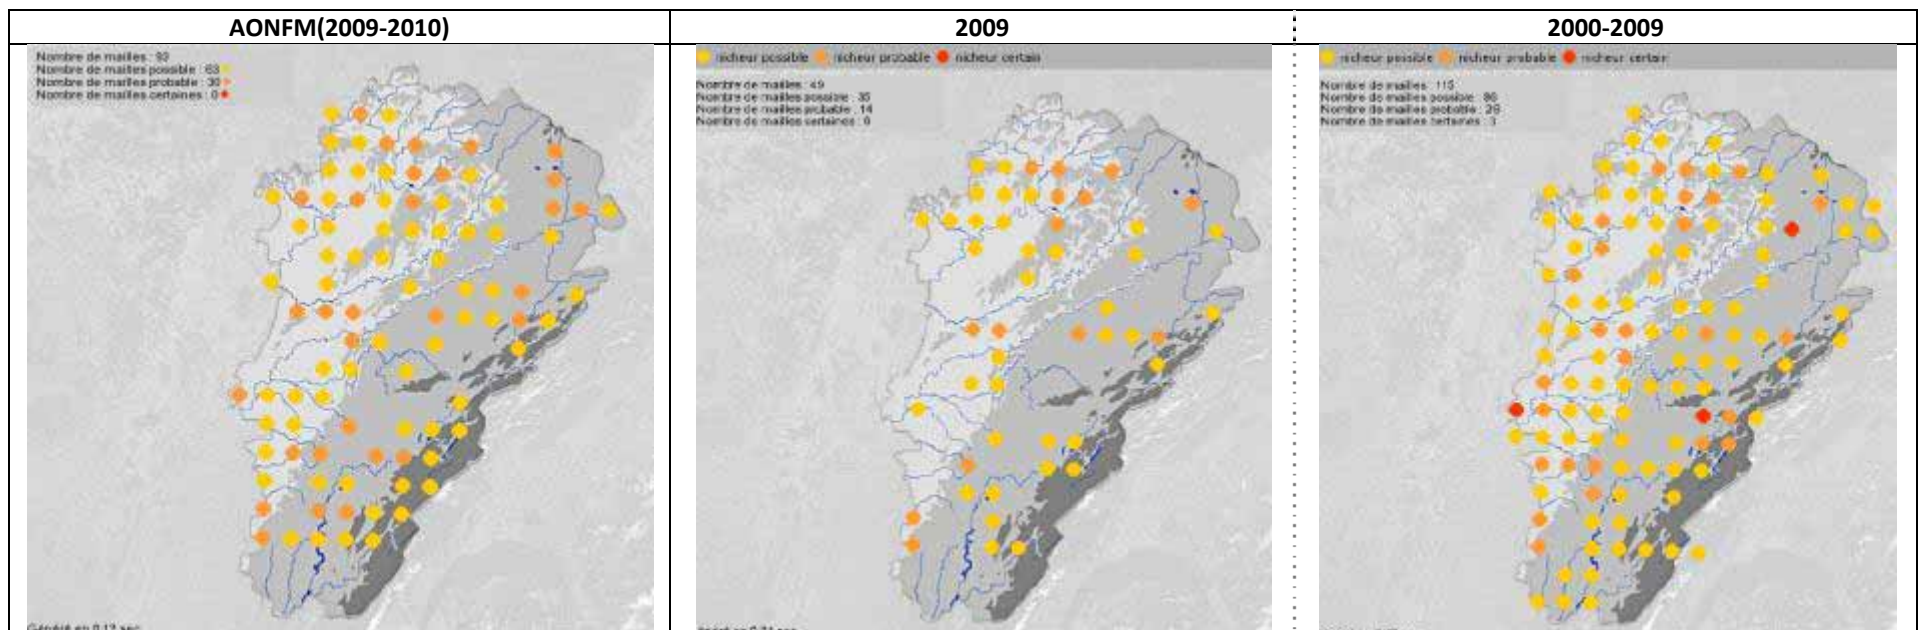 AONFM(2009-2010)
2009
2000-2009
Nombre de mailles : 93
Nombre de mailles possible : 63
Nombre de mailles probable : 30
Nombre de mailles certaines : 0
nicheur possible nicheur probable nicheur certain
Nombre de mailles : 49
Nombre de mailles possible : 35
Nombre de mailles probable : 14
Nombre de mailles certaines : 0
nicheur possible nicheur probable nicheur certain
Nombre de mailles : 115
Nombre de mailles possible : 86
Nombre de mailles probable : 26
Nombre de mailles certaines : 3